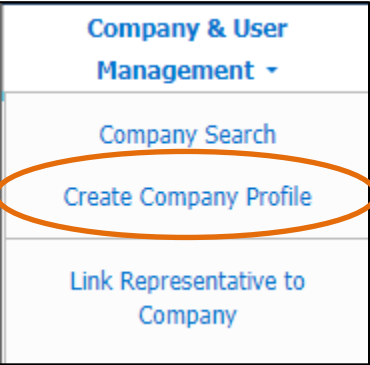 Company & User
Management
Company Search
Create Company Profile
Link Representative to
Company